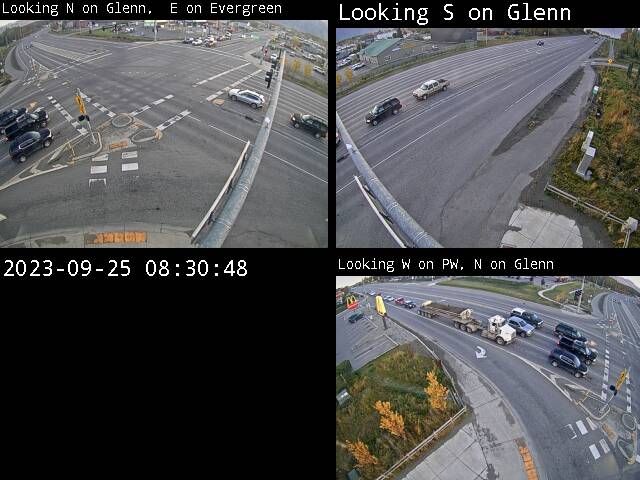 Looking N on Glenn,  E on Evergreen
Looking S on Glenn
2023-09-25 08:30:48
Looking W on PW, N on Glenn